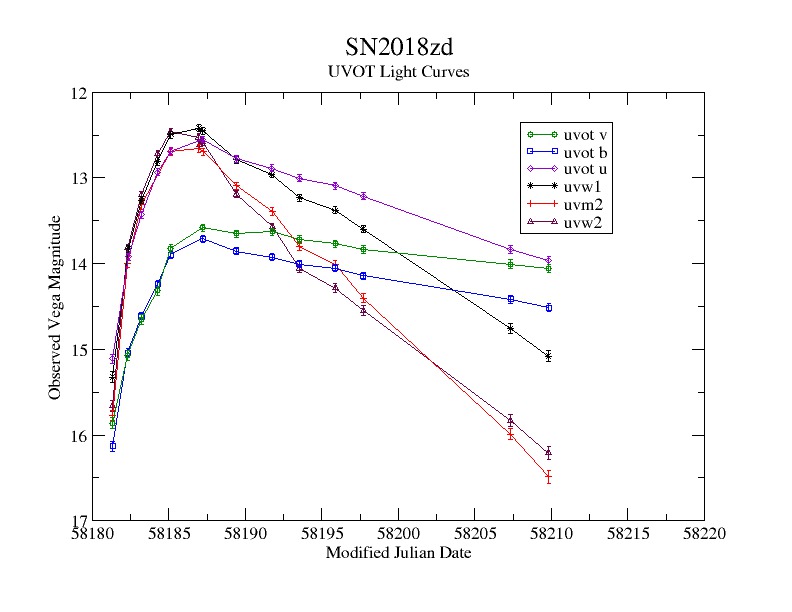 SN2018zd
UVOT Light Curves
12
13
14
15
16
17
Observed Vega Magnitude
uvot v
uvot b
uvot u
uvw1
uvm2
uvw2
58180 58185 58190 58195 58200 58205 58210 58215 58220
Modified Julian Date